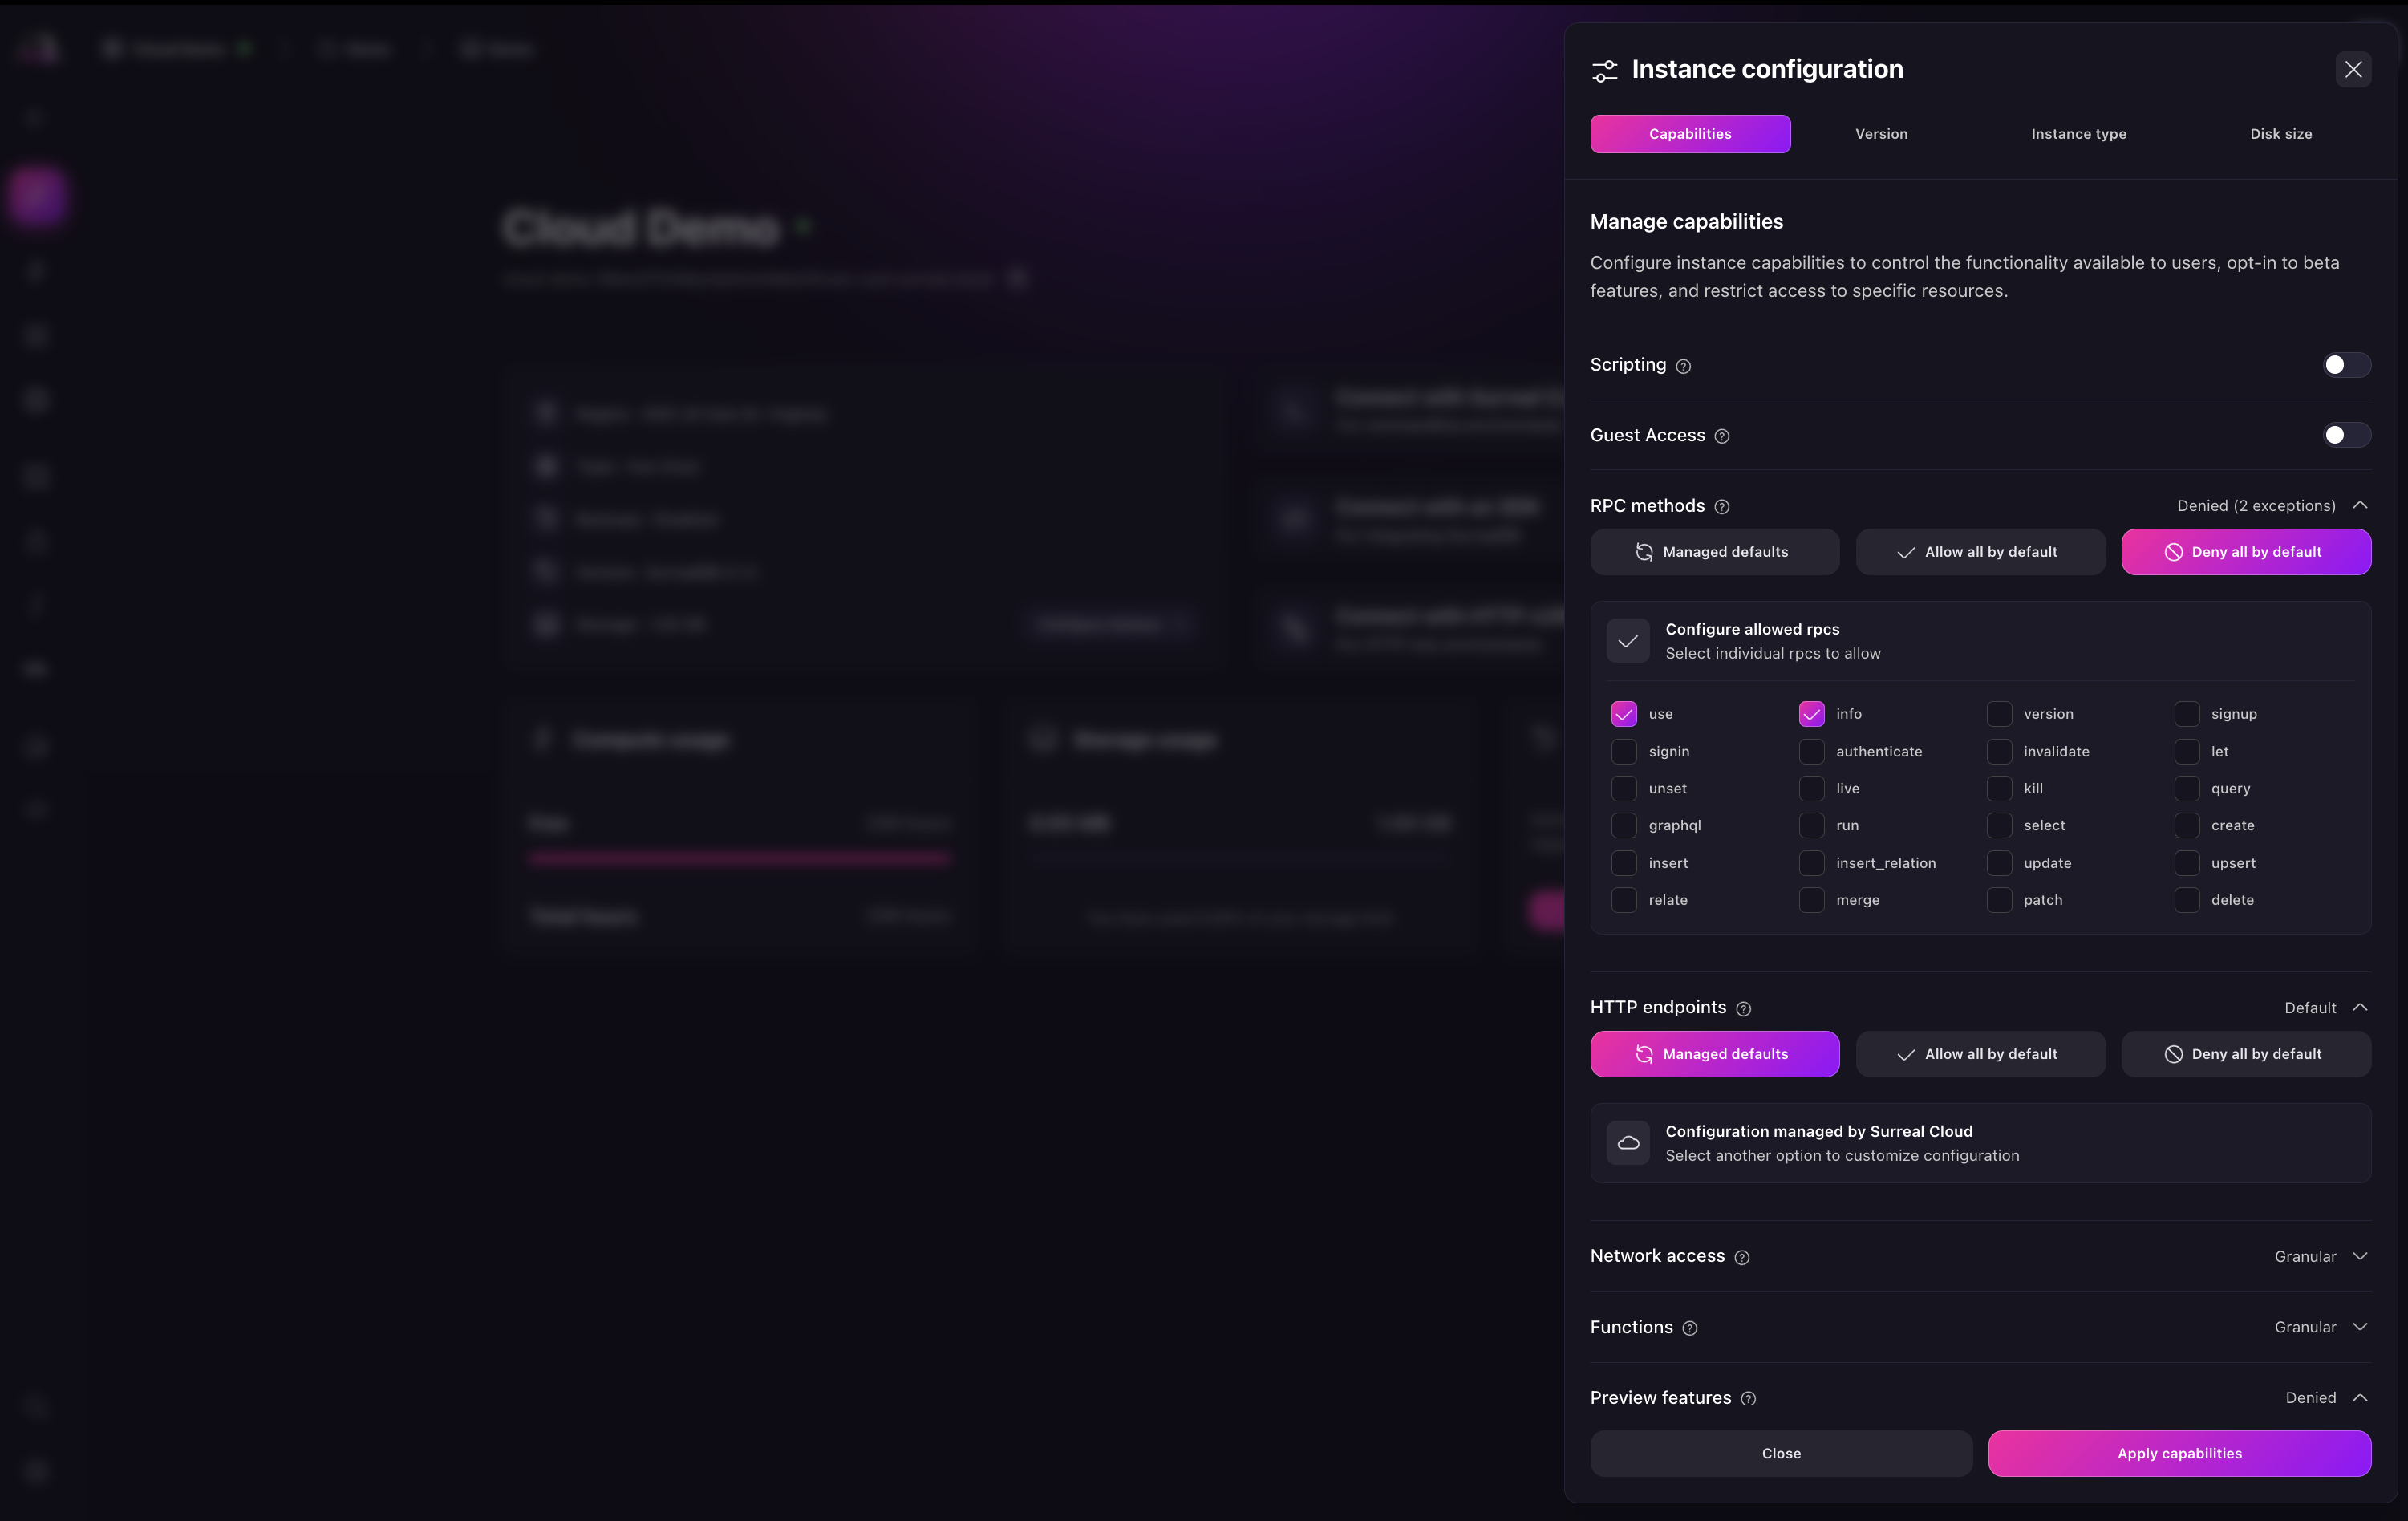 Instance configuration
Capabilities
Version
Instance type
Disk size
Manage capabilities
Configure instance capabilities to control the functionality available to users, opt-in to beta
features, and restrict access to specific resources.
Scripting
Guest Access
RPC methods
Denied (2 exceptions)
Managed defaults
Allow all by default
Deny all by default
Configure allowed rpcs
Select individual rpcs to allow
use
info
version
signup
signin
authenticate
invalidate
let
unset
live
kill
query
graphql
run
select
create
insert
insert_relation
update
upsert
relate
merge
patch
delete
HTTP endpoints
Default
Managed defaults
Allow all by default
Deny all by default
Configuration managed by Surreal Cloud
Select another option to customize configuration
Network access
Granular
Functions
Granular
Preview features
Denied
Close
Apply capabilities
Cloud Demo
Compute usage
Storage usage